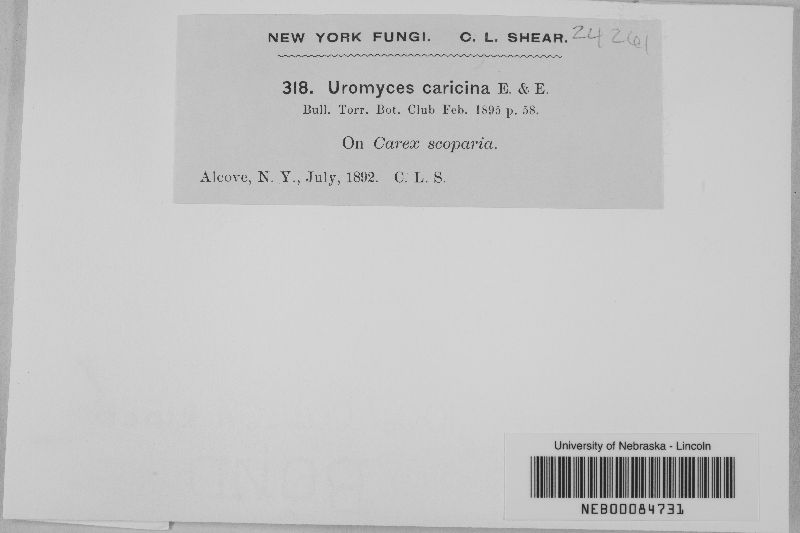 NEW YORK FUNGI. C. L. SHEAR. 24261
318. Uromyces caricina E. & E.
Bull. Torr. Bot. Club Feb. 1895 p. 58.
On Carex scoparia.
Alcove, N. Y., July, 1892. C. L. S.
University of Nebraska - Lincoln
NEB00084731